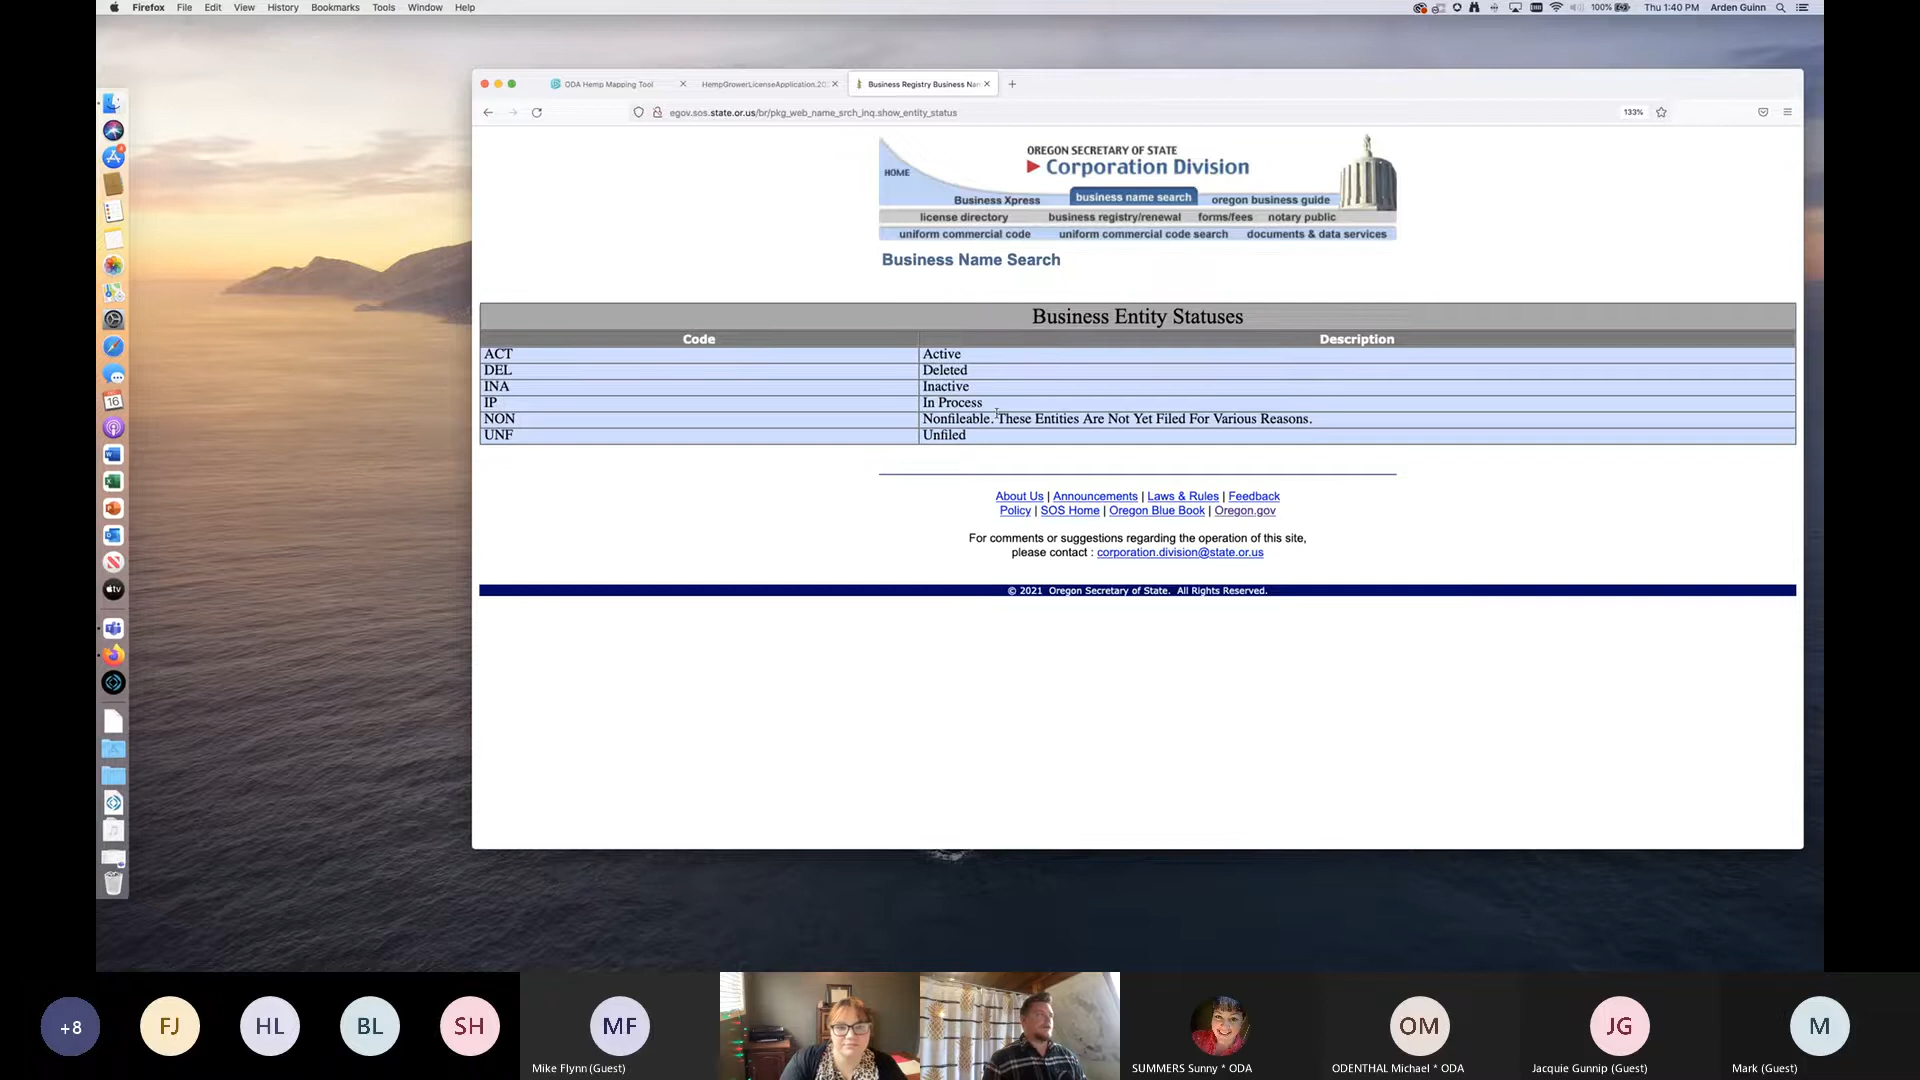 Firefox File Edit View History Bookmarks Tools Window Help
100% Thu 1:40 PM Arden Guinn
ODA Hemp Mapping Tool
HempGrowerLicenseApplication.20
Business Registry Business Nam
egov.sos.state.or.us/br/pkg_web_name_srch_inq.show_entity_status
133%
OREGON SECRETARY OF STATE
Corporation Division
HOME
Business Xpress business name search oregon business guide
license directory business registry/renewal forms/fees notary public
uniform commercial code uniform commercial code search documents & data services
Business Name Search
Business Entity Statuses
Code Description
ACT Active
DEL Deleted
INA Inactive
IP In Process
NON Nonfileable. These Entities Are Not Yet Filed For Various Reasons.
UNF Unfiled
About Us | Announcements | Laws & Rules | Feedback
Policy | SOS Home | Oregon Blue Book | Oregon.gov
For comments or suggestions regarding the operation of this site,
please contact : corporation.division@state.or.us
© 2021 Oregon Secretary of State. All Rights Reserved.
16
tv
+8
FJ
HL
BL
SH
MF
Mike Flynn (Guest)
SUMMERS Sunny * ODA
OM
ODENTHAL Michael * ODA
JG
Jacquie Gunnip (Guest)
M
Mark (Guest)